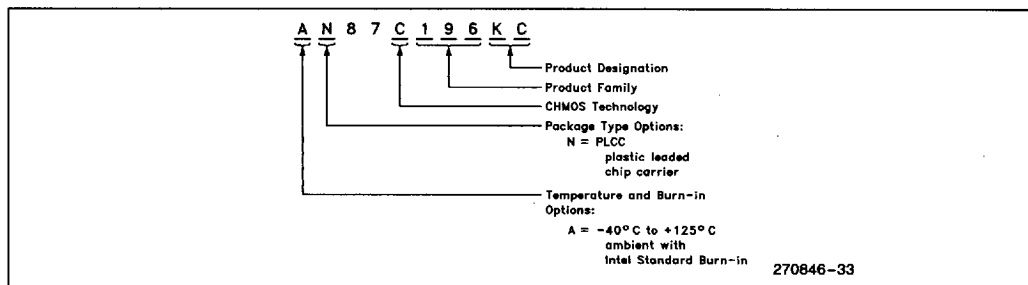 A N 8 7 C 1 9 6 K C
Product Designation
Product Family
CHMOS Technology
Package Type Options:
N = PLCC
plastic leaded
chip carrier
Temperature and Burn-in
Options:
A = -40°C to +125°C
ambient with
Intel Standard Burn-in
270846-33